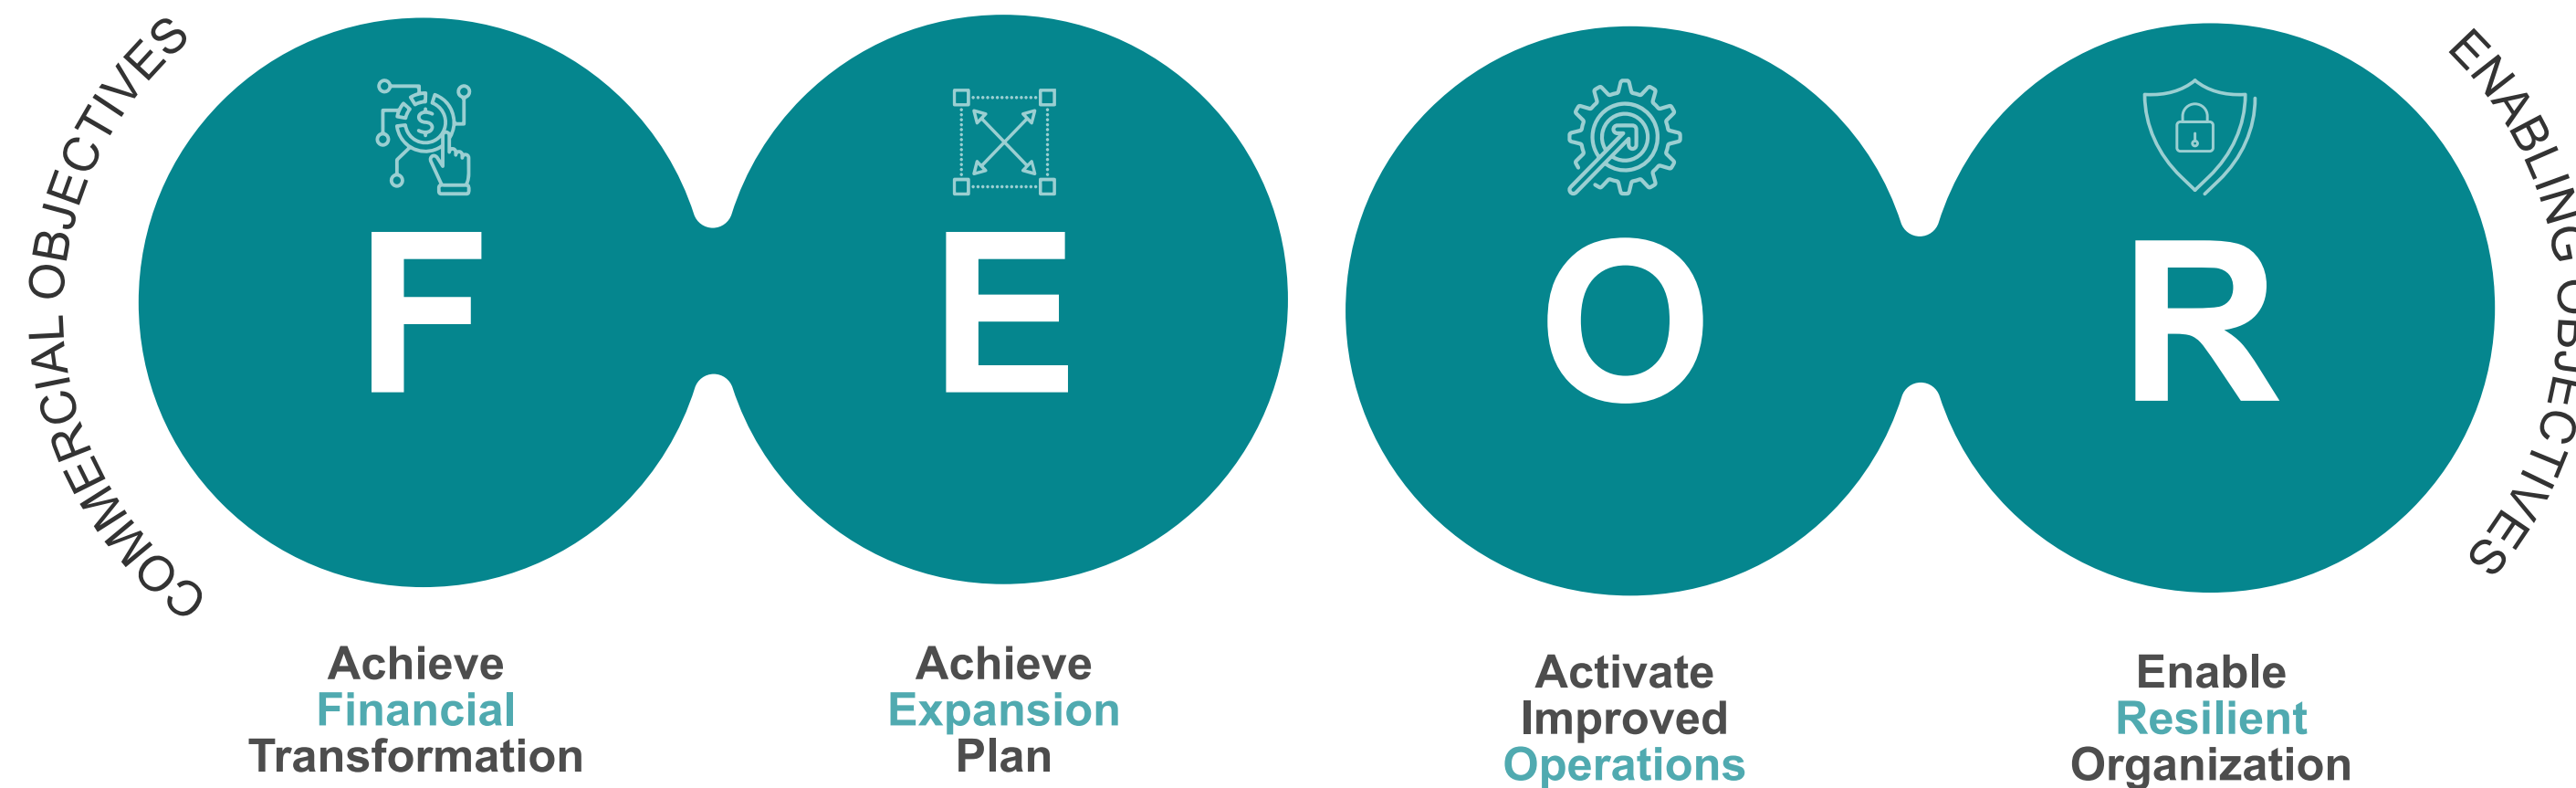 COMMERCIAL OBJECTIVES
F
E
O
R
ENABLING OBJECTIVES
$
Achieve
Financial
Transformation
Achieve
Expansion
Plan
Activate
Improved
Operations
Enable
Resilient
Organization